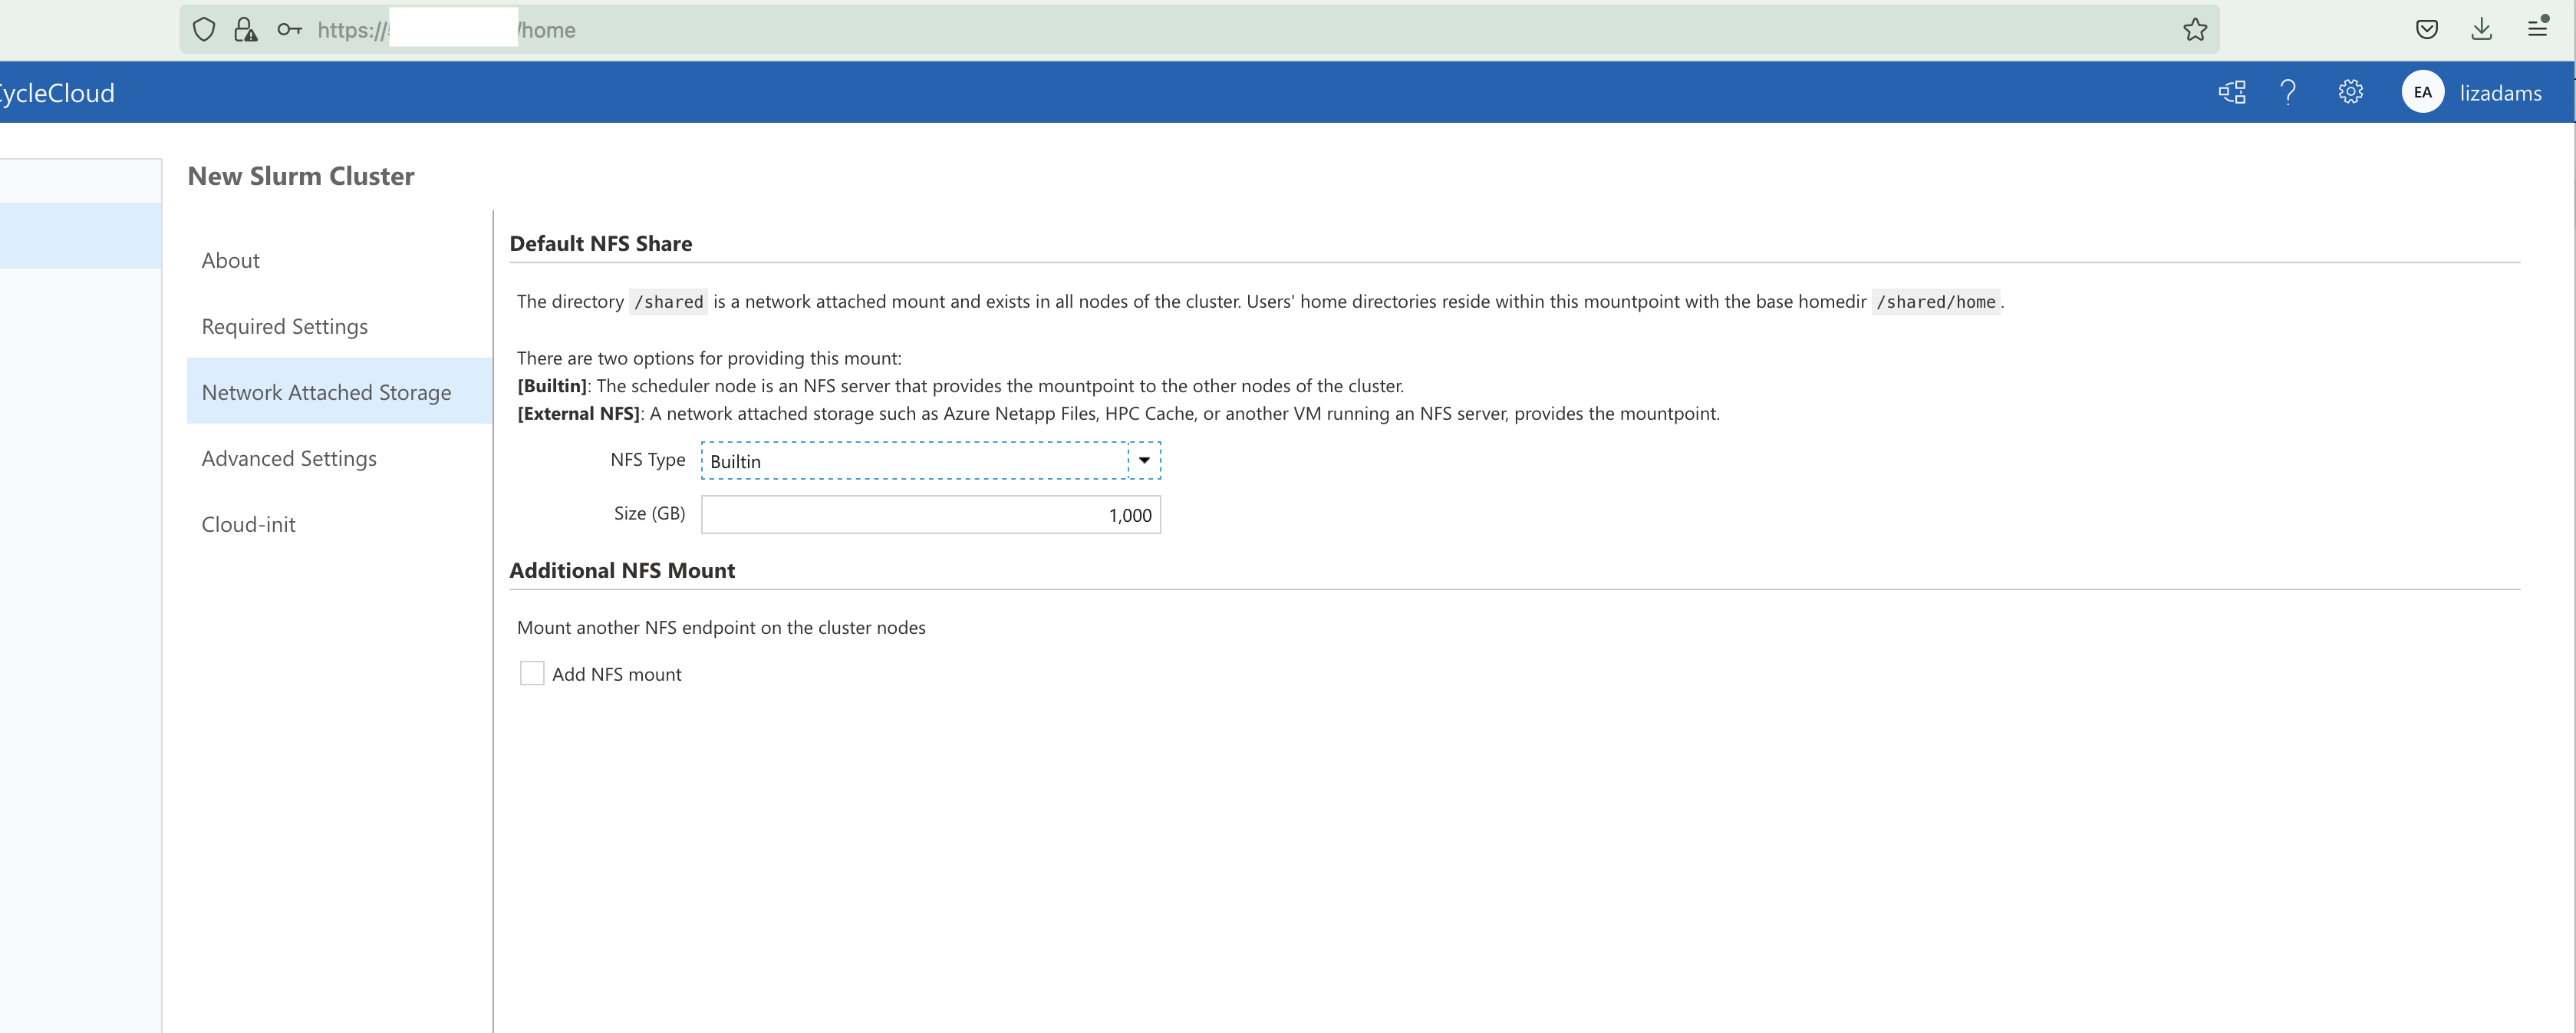 https:// /home
ycleCloud
EA lizadams
New Slurm Cluster
About
Required Settings
Network Attached Storage
Advanced Settings
Cloud-init
Default NFS Share
The directory /shared is a network attached mount and exists in all nodes of the cluster. Users' home directories reside within this mountpoint with the base homedir /shared/home.
There are two options for providing this mount:
[Builtin]: The scheduler node is an NFS server that provides the mountpoint to the other nodes of the cluster.
[External NFS]: A network attached storage such as Azure Netapp Files, HPC Cache, or another VM running an NFS server, provides the mountpoint.
NFS Type Builtin
Size (GB) 1,000
Additional NFS Mount
Mount another NFS endpoint on the cluster nodes
Add NFS mount